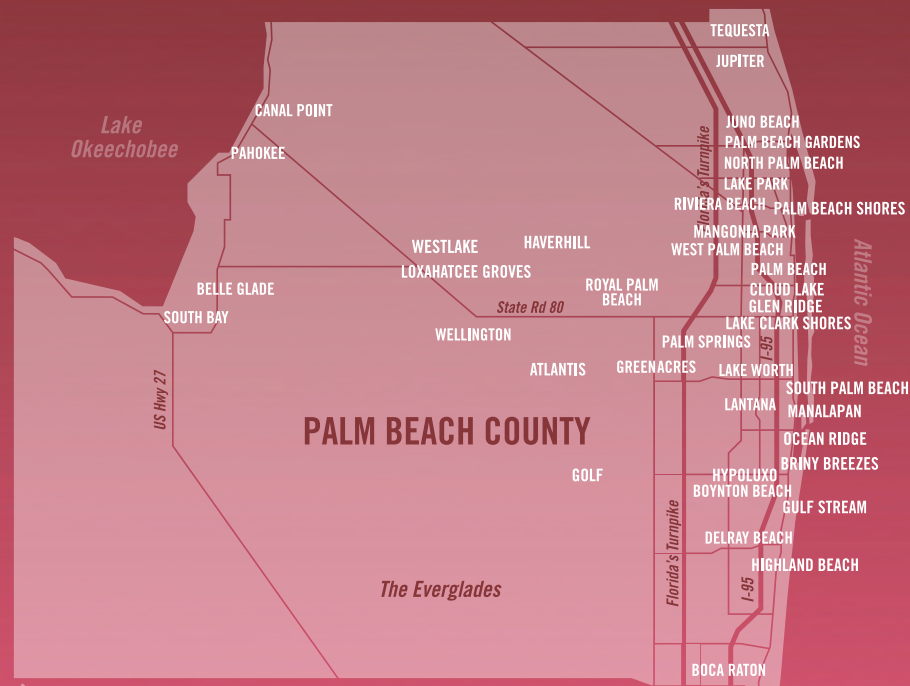 TEQUESTA
JUPITER
CANAL POINT
Lake
Okeechobee
JUNO BEACH
PALM BEACH GARDENS
PAHOKEE
NORTH PALM BEACH
Florida's Turnpike
LAKE PARK
RIVIERA BEACH
PALM BEACH SHORES
MANGONIA PARK
WESTLAKE
HAVERHILL
WEST PALM BEACH
LOXAHATCEE GROVES
PALM BEACH
Atlantic Ocean
BELLE GLADE
ROYAL PALM
BEACH
CLOUD LAKE
GLEN RIDGE
State Rd 80
SOUTH BAY
LAKE CLARK SHORES
WELLINGTON
PALM SPRINGS
I-95
ATLANTIS
GREENACRES
LAKE WORTH
SOUTH PALM BEACH
US Hwy 27
LANTANA
MANALAPAN
PALM BEACH COUNTY
OCEAN RIDGE
BRINY BREEZES
GOLF
HYPOLUXO
BOYNTON BEACH
GULF STREAM
DELRAY BEACH
Florida's Turnpike
HIGHLAND BEACH
The Everglades
I-95
BOCA RATON